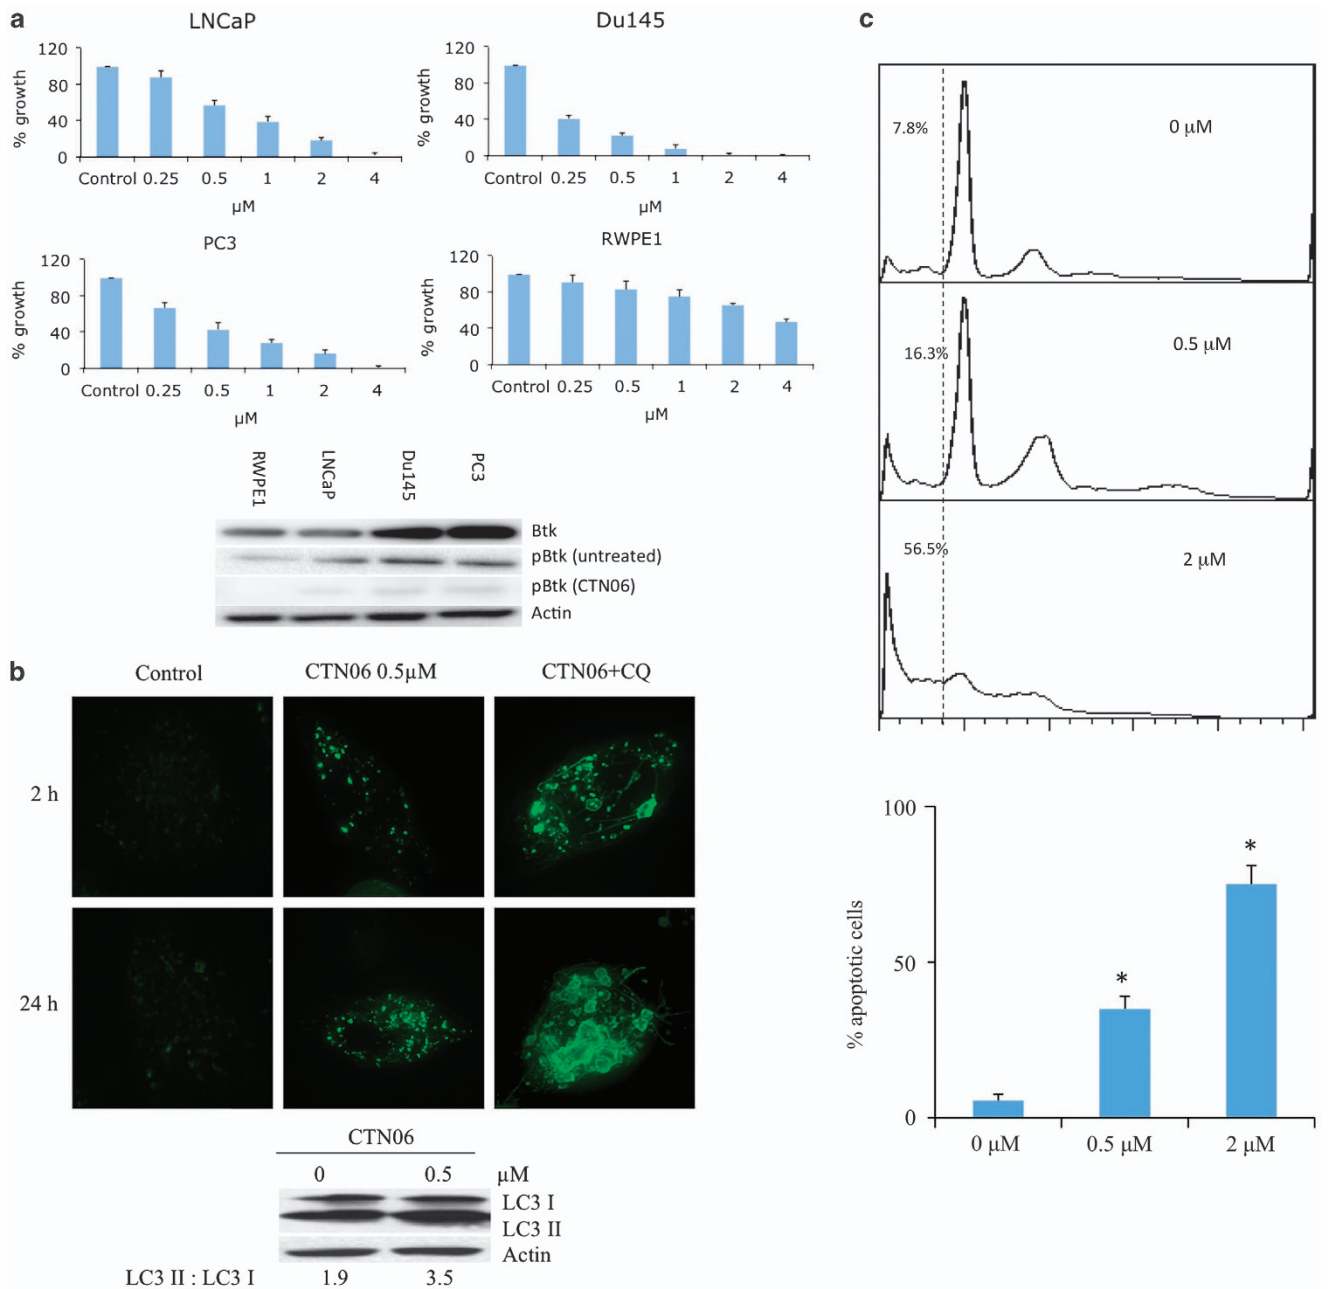 a
LNCaP
% growth
120
80
40
0
Control 0.25 0.5 1 2 4
µM
Du145
% growth
120
80
40
0
Control 0.25 0.5 1 2 4
µM
PC3
% growth
120
80
40
0
Control 0.25 0.5 1 2 4
µM
RWPE1
% growth
120
80
40
0
Control 0.25 0.5 1 2 4
µM
RWPE1
LNCaP
Du145
PC3
Btk
pBtk (untreated)
pBtk (CTN06)
Actin
b
Control CTN06 0.5µM CTN06+CQ
2 h
24 h
CTN06
0 0.5 µM
LC3 I
LC3 II
Actin
LC3 II : LC3 I 1.9 3.5
c
7.8% 0 µM
16.3% 0.5 µM
56.5% 2 µM
% apoptotic cells
100
50
0
* *
0 µM 0.5 µM 2 µM